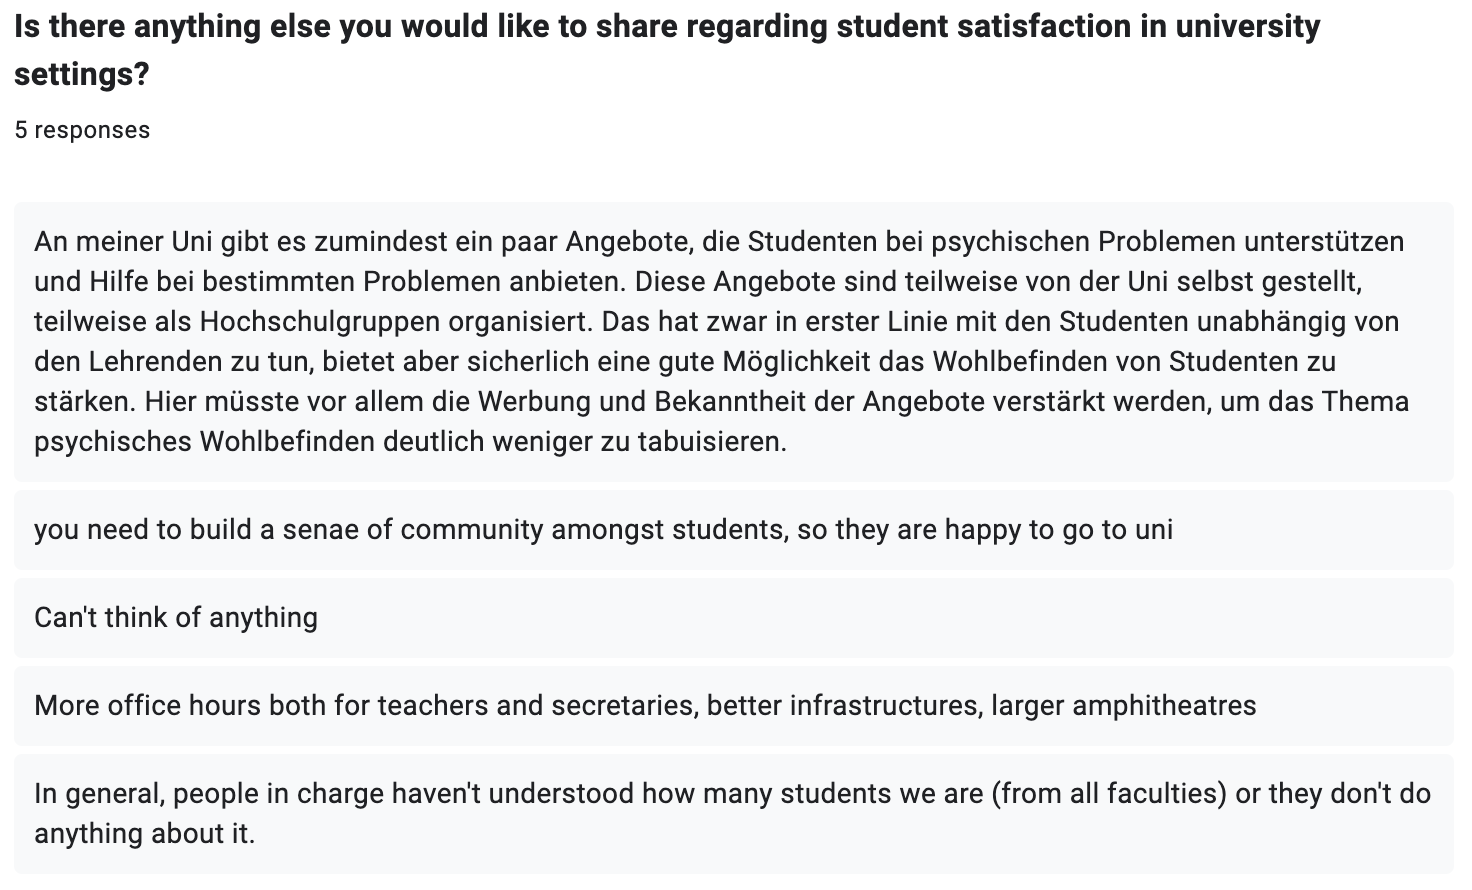 Is there anything else you would like to share regarding student satisfaction in university
settings?
5 responses
An meiner Uni gibt es zumindest ein paar Angebote, die Studenten bei psychischen Problemen unterstützen
und Hilfe bei bestimmten Problemen anbieten. Diese Angebote sind teilweise von der Uni selbst gestellt,
teilweise als Hochschulgruppen organisiert. Das hat zwar in erster Linie mit den Studenten unabhängig von
den Lehrenden zu tun, bietet aber sicherlich eine gute Möglichkeit das Wohlbefinden von Studenten zu
stärken. Hier müsste vor allem die Werbung und Bekanntheit der Angebote verstärkt werden, um das Thema
psychisches Wohlbefinden deutlich weniger zu tabuisieren.
you need to build a senae of community amongst students, so they are happy to go to uni
Can't think of anything
More office hours both for teachers and secretaries, better infrastructures, larger amphitheatres
In general, people in charge haven't understood how many students we are (from all faculties) or they don't do
anything about it.